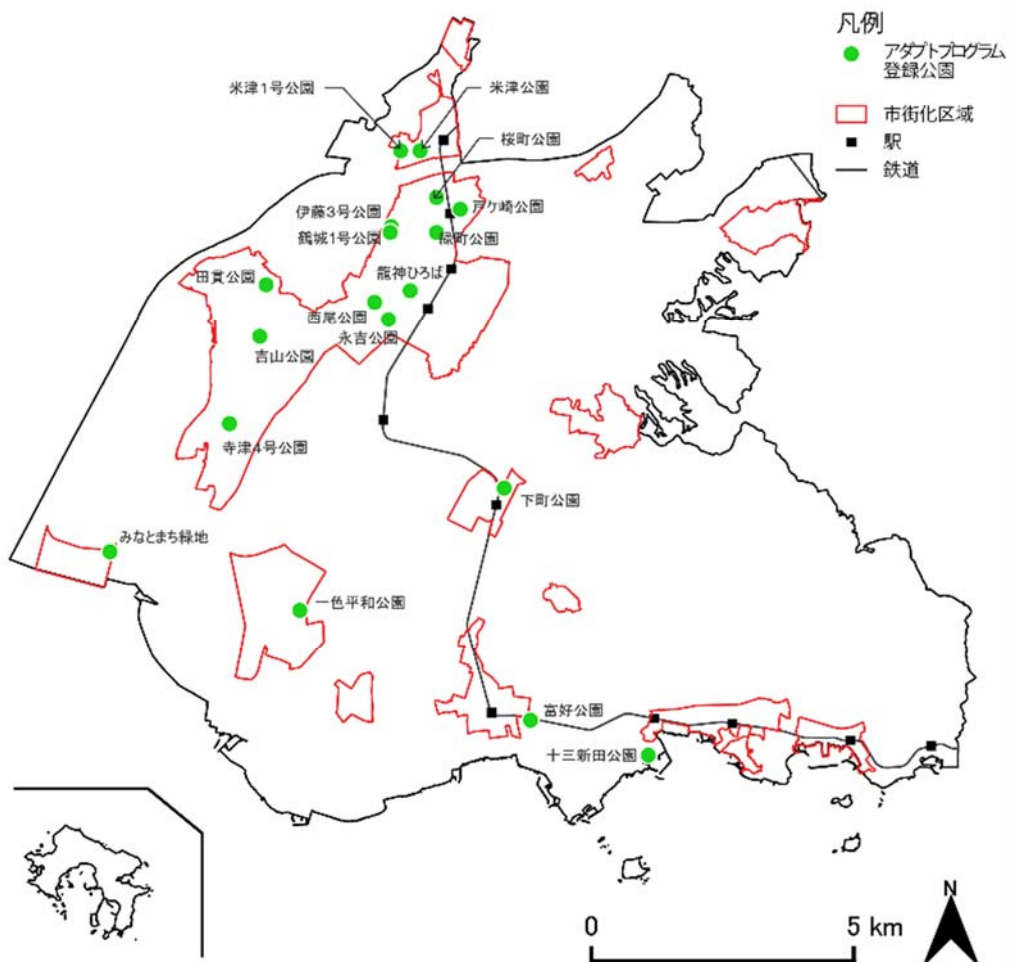 凡例
アダプトプログラム
登録公園
市街化区域
駅
鉄道
米津1号公園
米津公園
桜町公園
伊藤3号公園
戸ケ崎公園
鶴城1号公園
緑町公園
田貫公園
龍神ひろば
西尾公園
永吉公園
吉山公園
寺津4号公園
下町公園
みなとまち緑地
一色平和公園
富好公園
十三新田公園
N
0
5 km